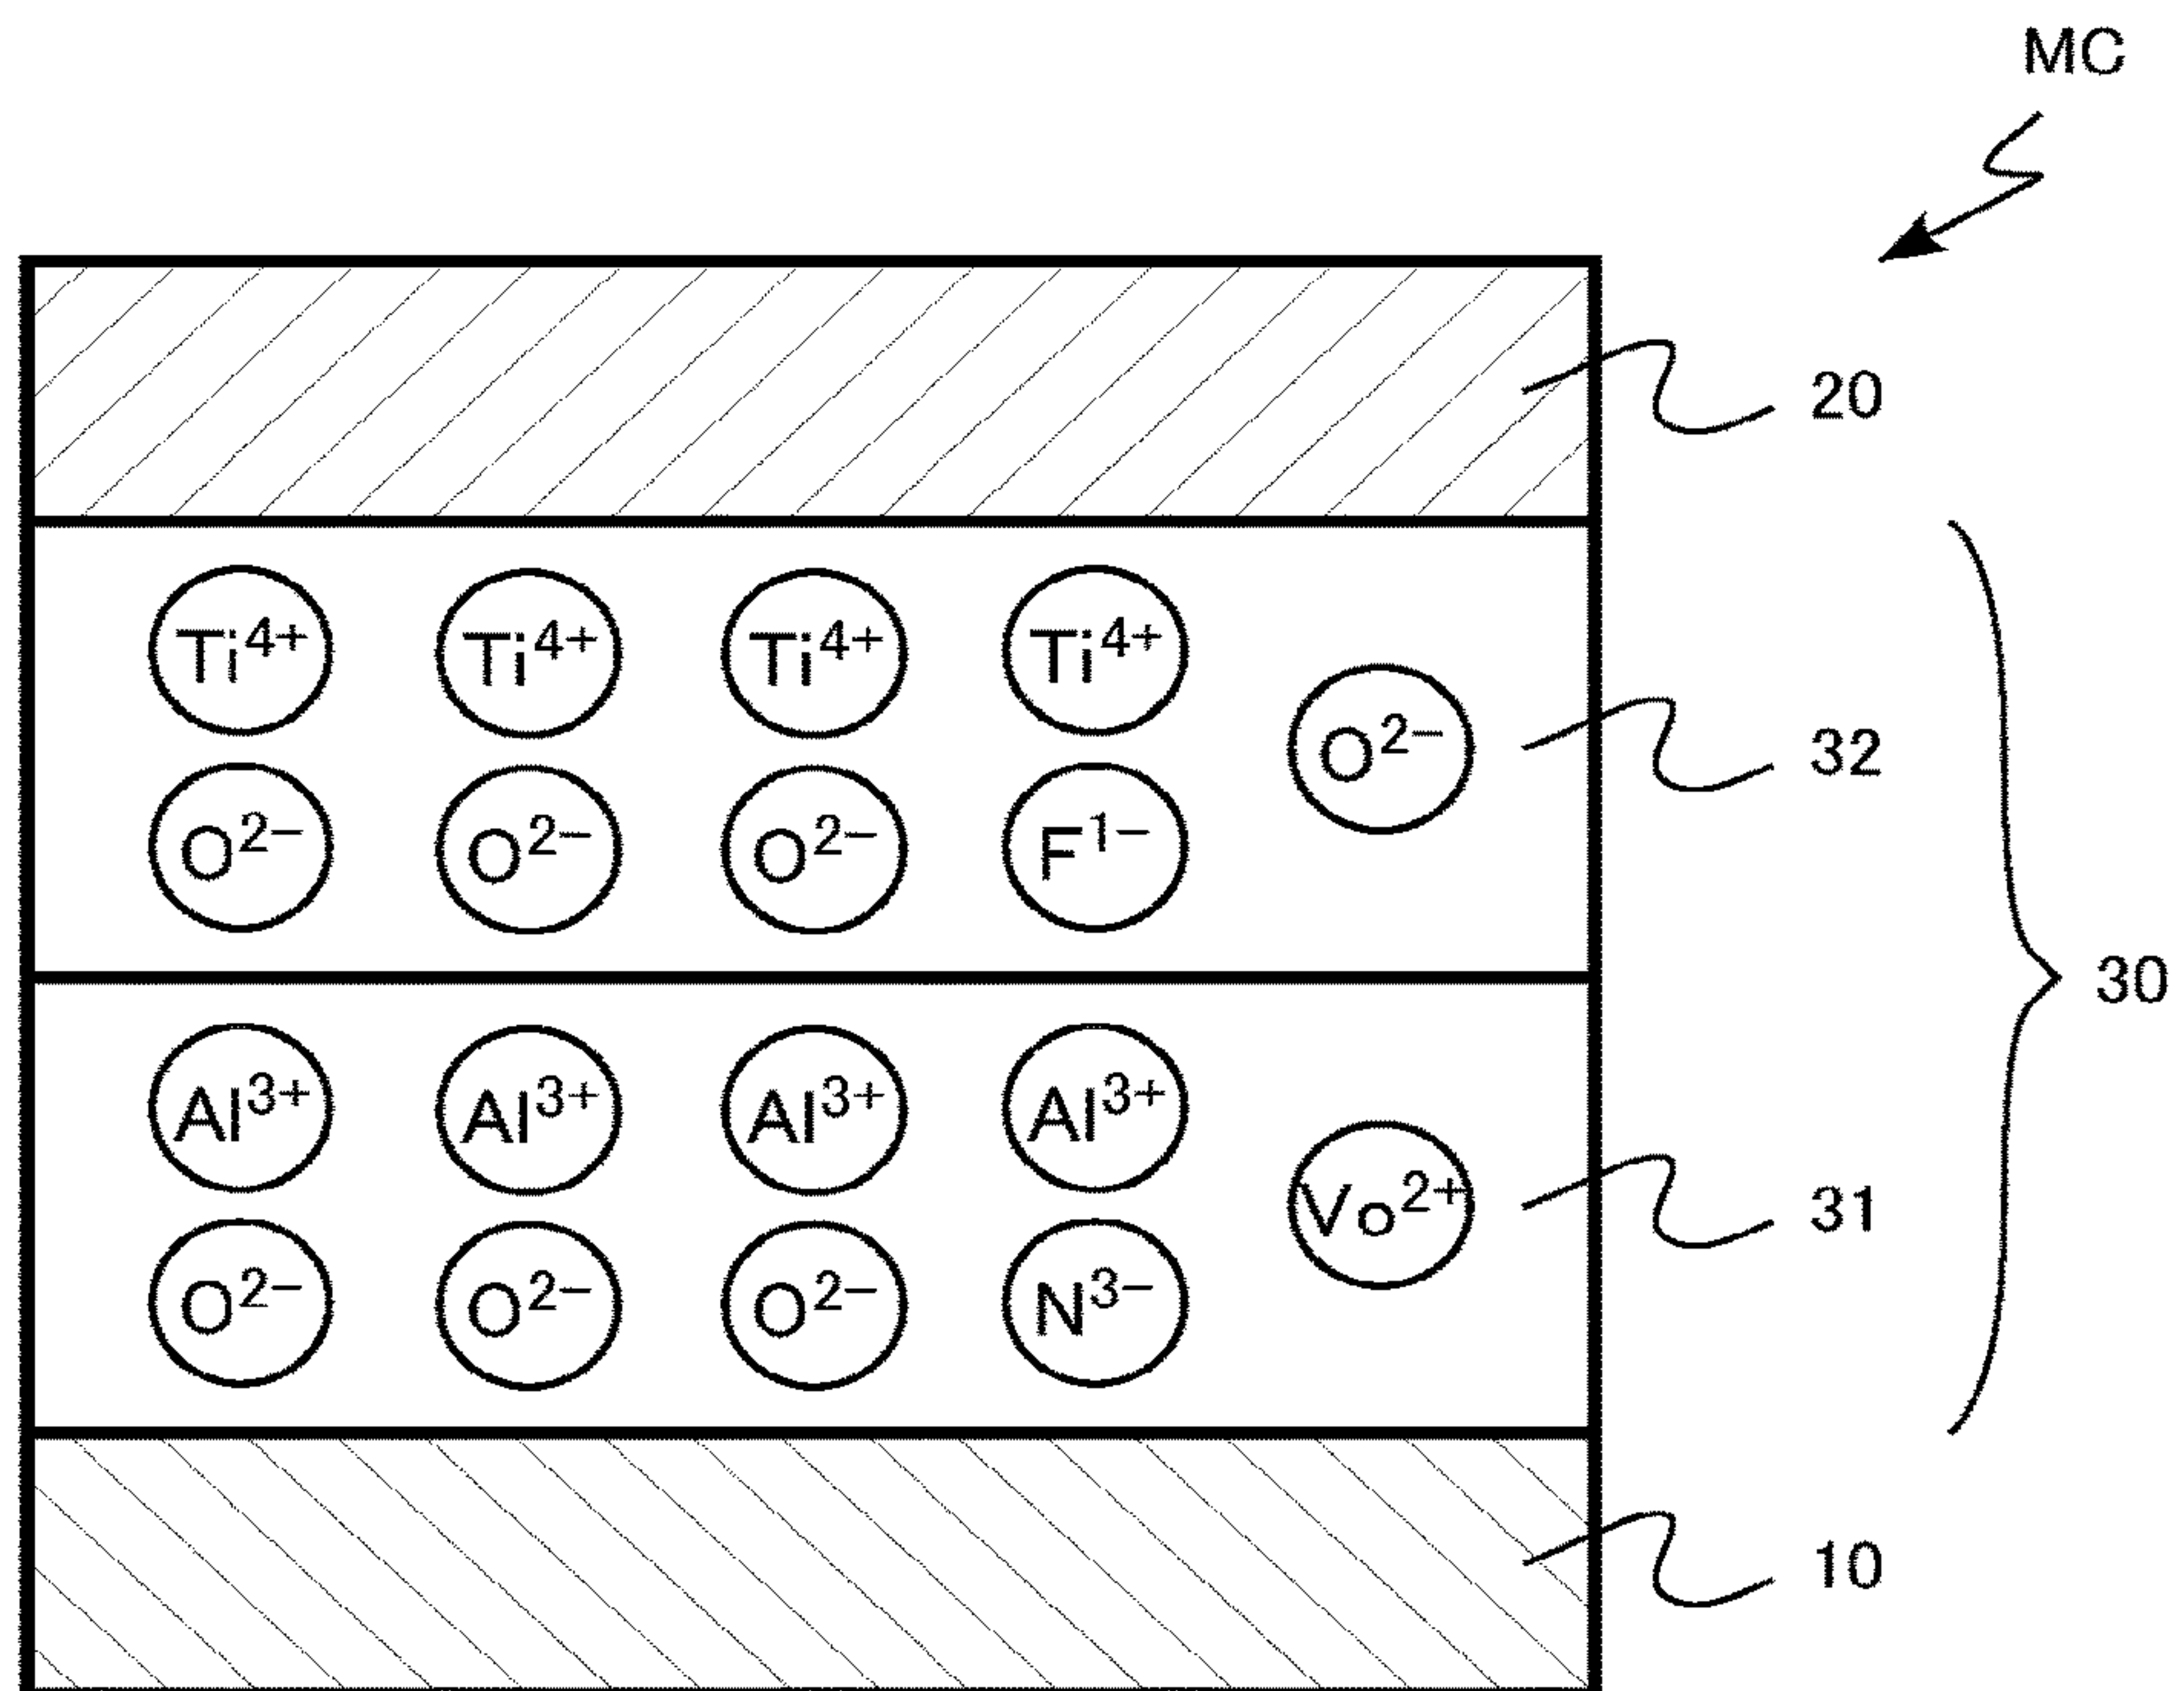 MC
20
Ti4+ Ti4+ Ti4+ Ti4+
O2− 32
O2− O2− O2− F1−
30
Al3+ Al3+ Al3+ Al3+
Vo2+ 31
O2− O2− O2− N3−
10